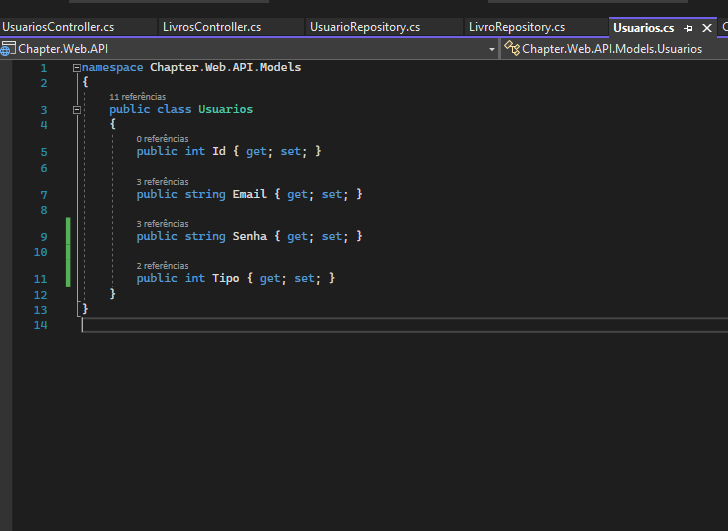 UsuariosController.cs LivrosController.cs UsuarioRepository.cs LivroRepository.cs Usuarios.cs
Chapter.Web.API Chapter.Web.API.Models.Usuarios
1 namespace Chapter.Web.API.Models
2 {
11 referências
3 public class Usuarios
4 {
0 referências
5 public int Id { get; set; }
6
3 referências
7 public string Email { get; set; }
8
3 referências
9 public string Senha { get; set; }
10
2 referências
11 public int Tipo { get; set; }
12 }
13 }
14